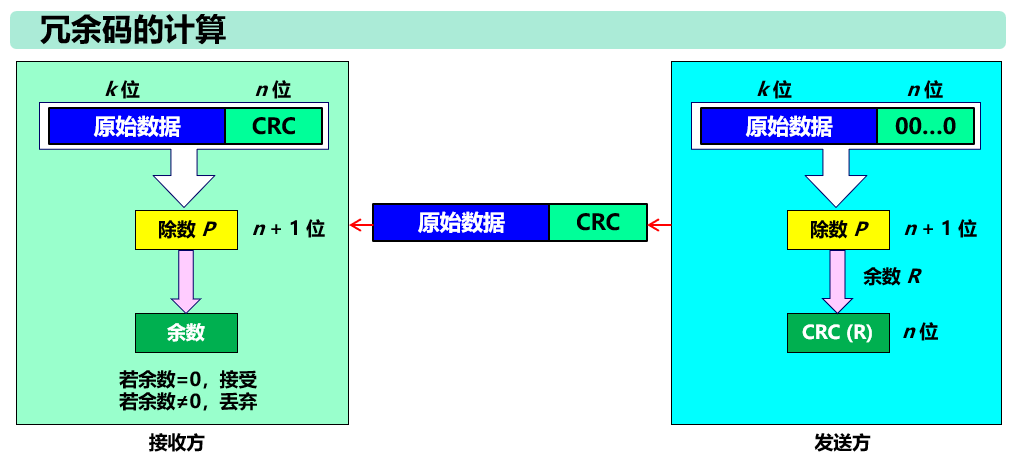 冗余码的计算
k 位
n 位
原始数据
CRC
除数 P
n + 1 位
余数
若余数=0，接受
若余数≠0，丢弃
接收方
原始数据
CRC
k 位
n 位
原始数据
00…0
除数 P
n + 1 位
余数 R
CRC (R)
n 位
发送方